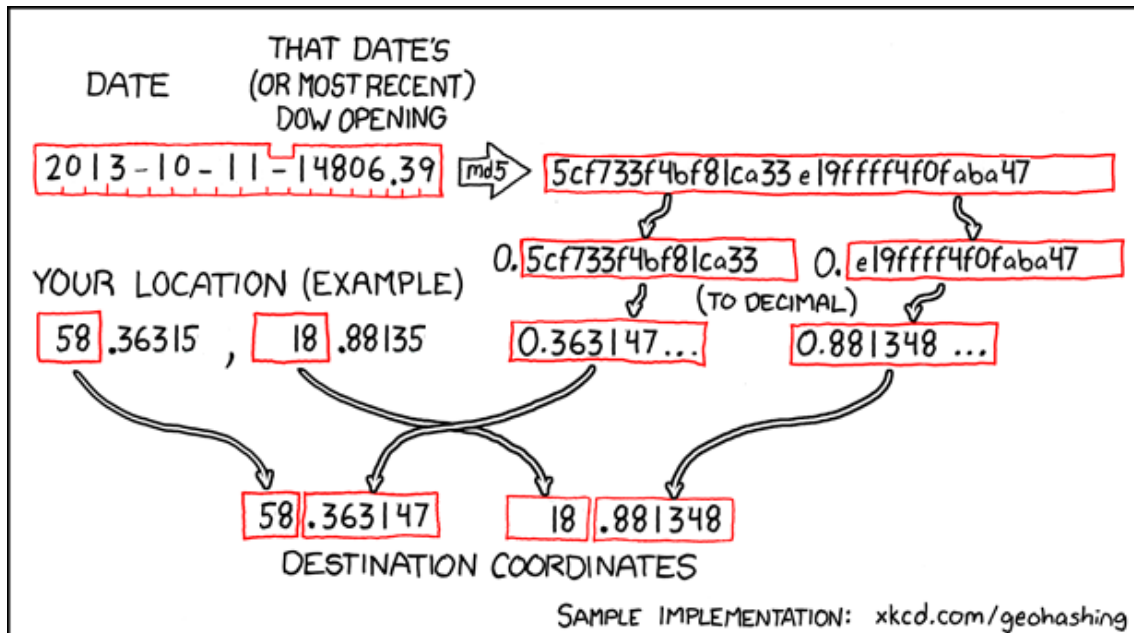 DATE
THAT DATE'S
(OR MOST RECENT)
DOW OPENING
2013-10-11-14806.39
md5
5cf733f4bf81ca33e19ffff4f0faba47
0.5cf733f4bf81ca33
0.e19ffff4f0faba47
YOUR LOCATION (EXAMPLE)
(TO DECIMAL)
58.36315, 18.88135
0.363147...
0.881348...
58.363147
18.881348
DESTINATION COORDINATES
SAMPLE IMPLEMENTATION: xkcd.com/geohashing